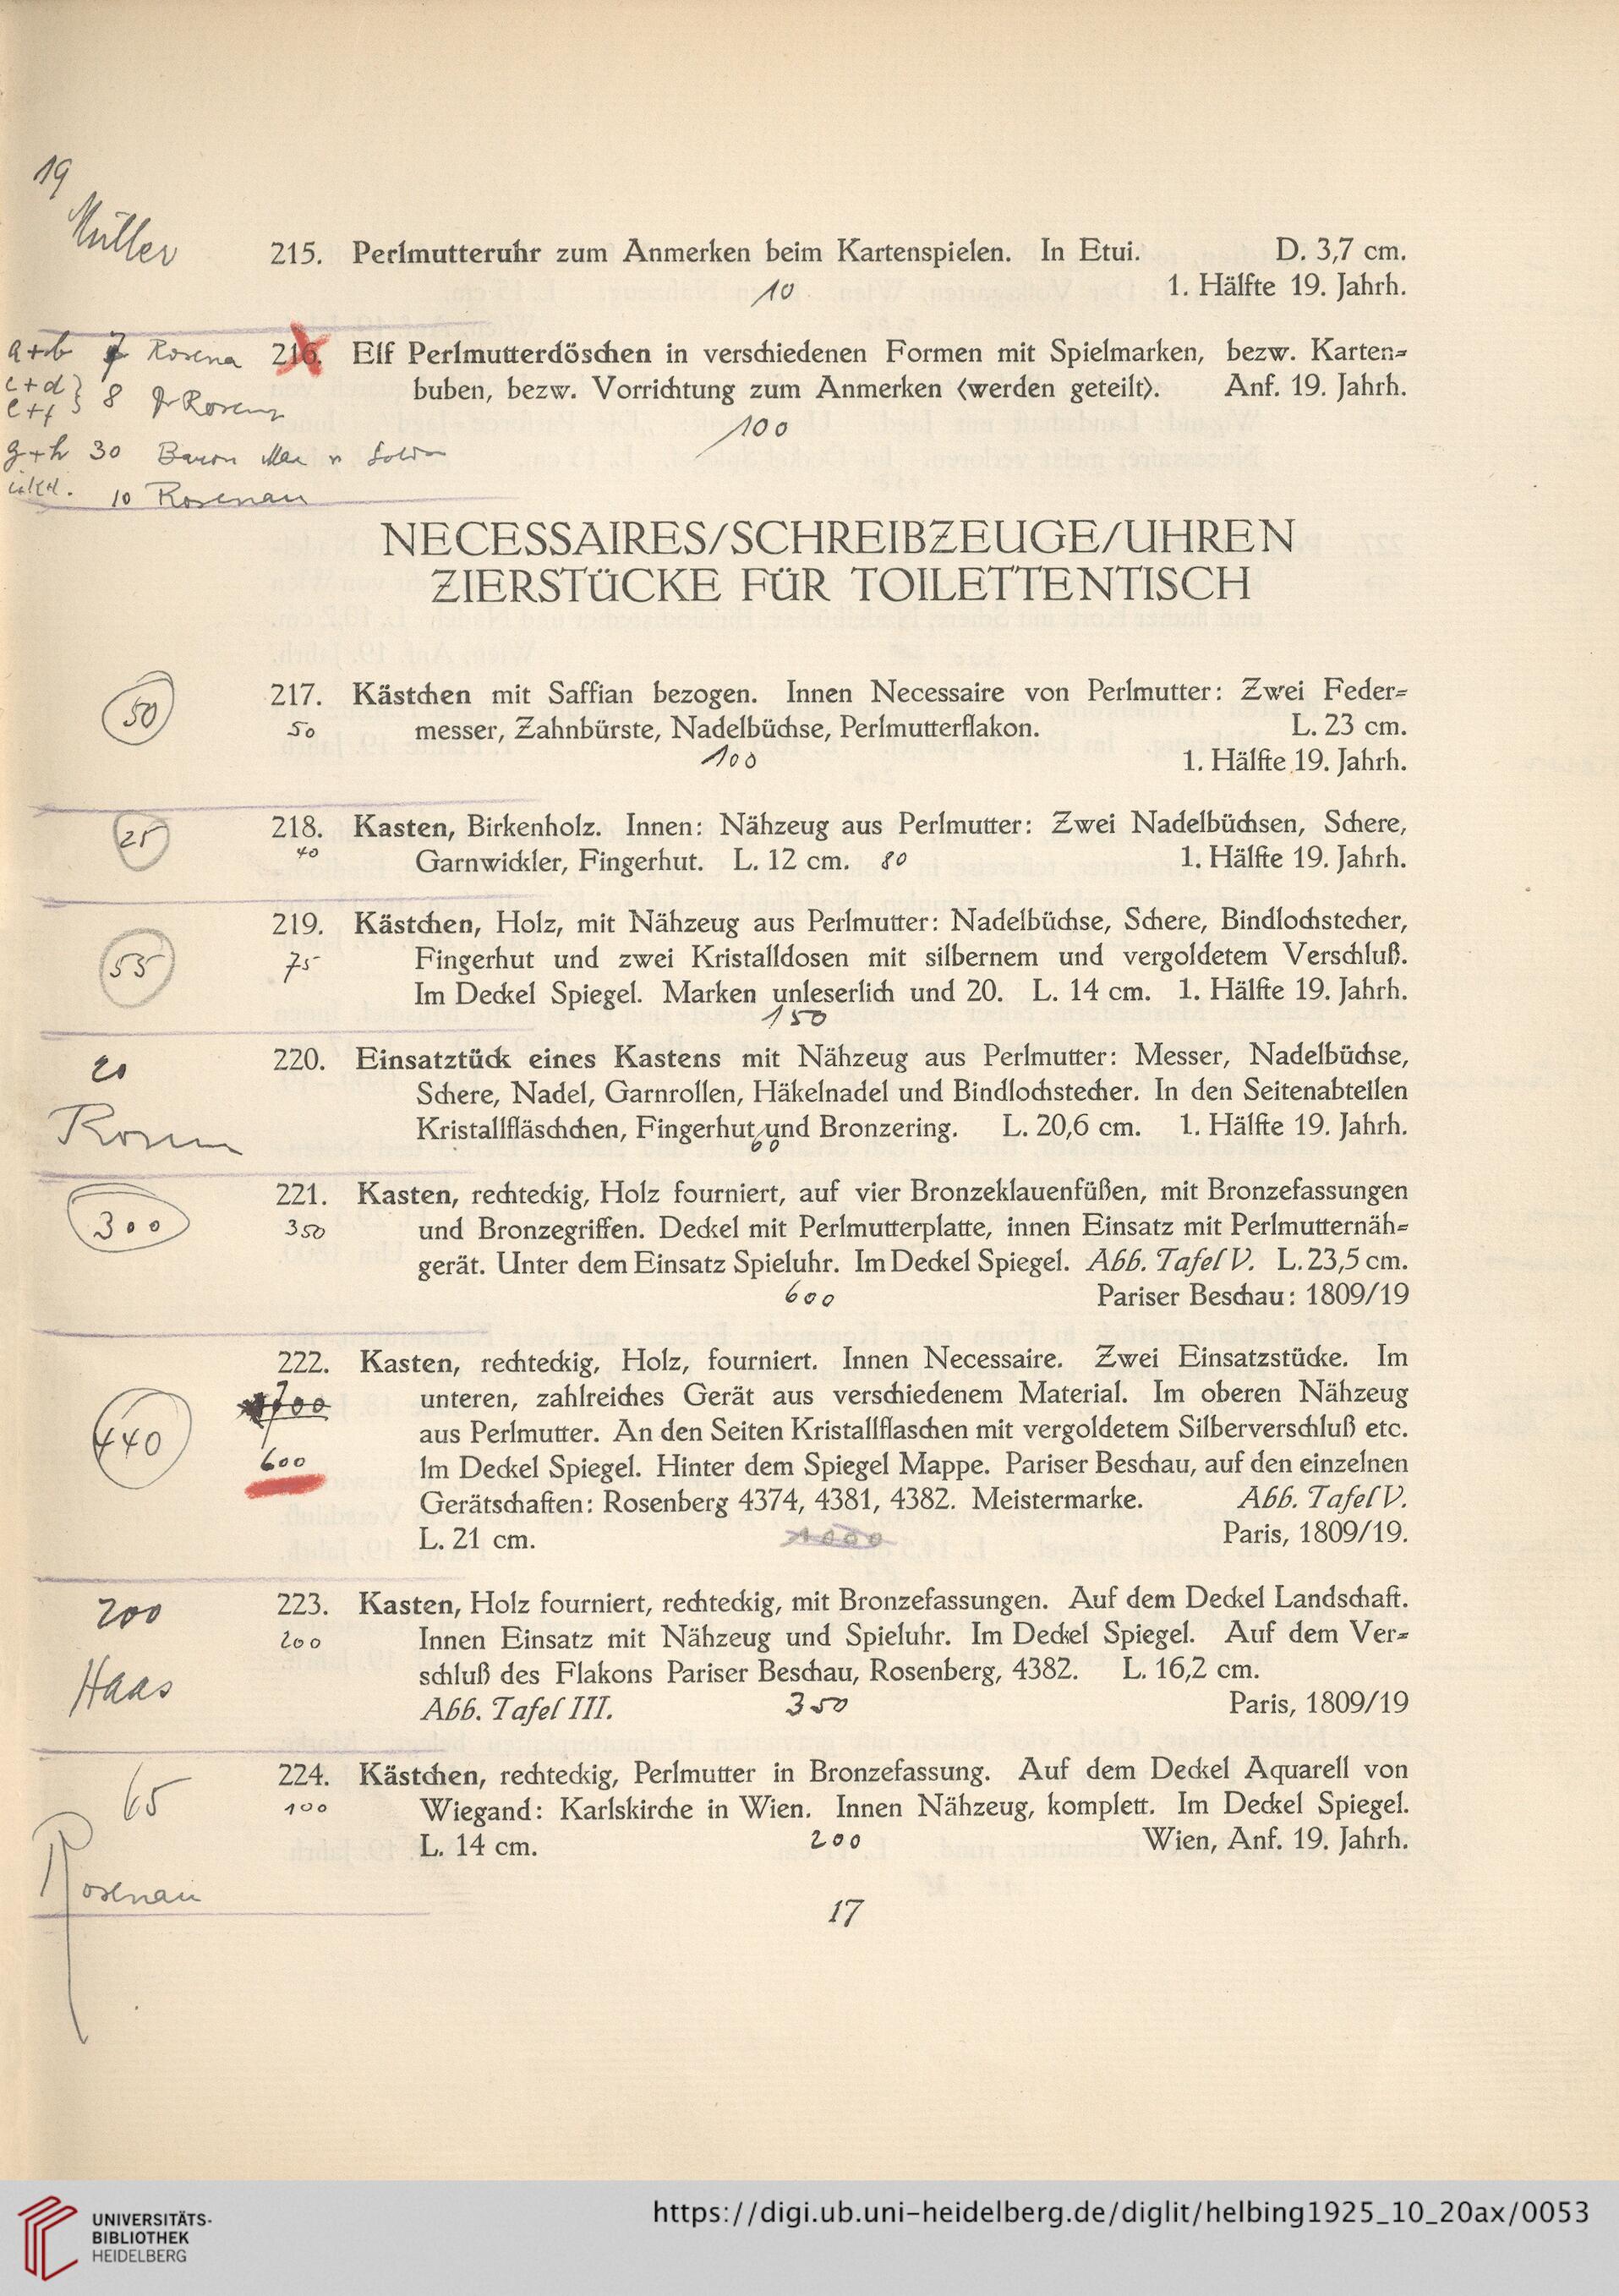 19
Müller
215. Perlmutteruhr zum Anmerken beim Kartenspielen. In Etui. D. 3,7 cm.
10 1. Hälfte 19. Jahrh.
a+b 7 Rosena 216. Elf Perlmutterdöschen in verschiedenen Formen mit Spielmarken, bezw. Karten=
c+d } 8 buben, bezw. Vorrichtung zum Anmerken (werden geteilt). Anf. 19. Jahrh.
e+f
100
g+h 30 Baron
10 Rosenau
NECESSAIRES/SCHREIBZEUGE/UHREN
ZIERSTÜCKE FÜR TOILETTENTISCH
50 217. Kästchen mit Saffian bezogen. Innen Necessaire von Perlmutter: Zwei Feder=
50 messer, Zahnbürste, Nadelbüchse, Perlmutterflakon. L. 23 cm.
100 1. Hälfte 19. Jahrh.
25 218. Kasten, Birkenholz. Innen: Nähzeug aus Perlmutter: Zwei Nadelbüchsen, Schere,
40 Garnwickler, Fingerhut. L. 12 cm. 80 1. Hälfte 19. Jahrh.
219. Kästchen, Holz, mit Nähzeug aus Perlmutter: Nadelbüchse, Schere, Bindlochstecher,
55 75 Fingerhut und zwei Kristalldosen mit silbernem und vergoldetem Verschluß.
Im Deckel Spiegel. Marken unleserlich und 20. L. 14 cm. 1. Hälfte 19. Jahrh.
150
20 220. Einsatztück eines Kastens mit Nähzeug aus Perlmutter: Messer, Nadelbüchse,
Schere, Nadel, Garnrollen, Häkelnadel und Bindlochstecher. In den Seitenabteilen
Kristallfläschchen, Fingerhut und Bronzering. L. 20,6 cm. 1. Hälfte 19. Jahrh.
60
221. Kasten, rechteckig, Holz fourniert, auf vier Bronzeklauenfüßen, mit Bronzefassungen
300 350 und Bronzegriffen. Deckel mit Perlmutterplatte, innen Einsatz mit Perlmutternäh=
gerät. Unter dem Einsatz Spieluhr. Im Deckel Spiegel. Abb. Tafel V. L. 23,5 cm.
600 Pariser Beschau: 1809/19
222. Kasten, rechteckig, Holz, fourniert. Innen Necessaire. Zwei Einsatzstücke. Im
700 unteren, zahlreiches Gerät aus verschiedenem Material. Im oberen Nähzeug
440 aus Perlmutter. An den Seiten Kristallflaschen mit vergoldetem Silberverschluß etc.
600 Im Deckel Spiegel. Hinter dem Spiegel Mappe. Pariser Beschau, auf den einzelnen
Gerätschaften: Rosenberg 4374, 4381, 4382. Meistermarke. Abb. Tafel V.
L. 21 cm. 1000 Paris, 1809/19.
200 223. Kasten, Holz fourniert, rechteckig, mit Bronzefassungen. Auf dem Deckel Landschaft.
200 Innen Einsatz mit Nähzeug und Spieluhr. Im Deckel Spiegel. Auf dem Ver=
Haas schluß des Flakons Pariser Beschau, Rosenberg, 4382. L. 16,2 cm.
Abb. Tafel III. 350 Paris, 1809/19
65 224. Kästchen, rechteckig, Perlmutter in Bronzefassung. Auf dem Deckel Aquarell von
100 Wiegand: Karlskirche in Wien. Innen Nähzeug, komplett. Im Deckel Spiegel.
L. 14 cm. 200 Wien, Anf. 19. Jahrh.
Rosenau
17
UNIVERSITÄTS-
BIBLIOTHEK
HEIDELBERG
https://digi.ub.uni-heidelberg.de/diglit/helbing1925_10_20ax/0053